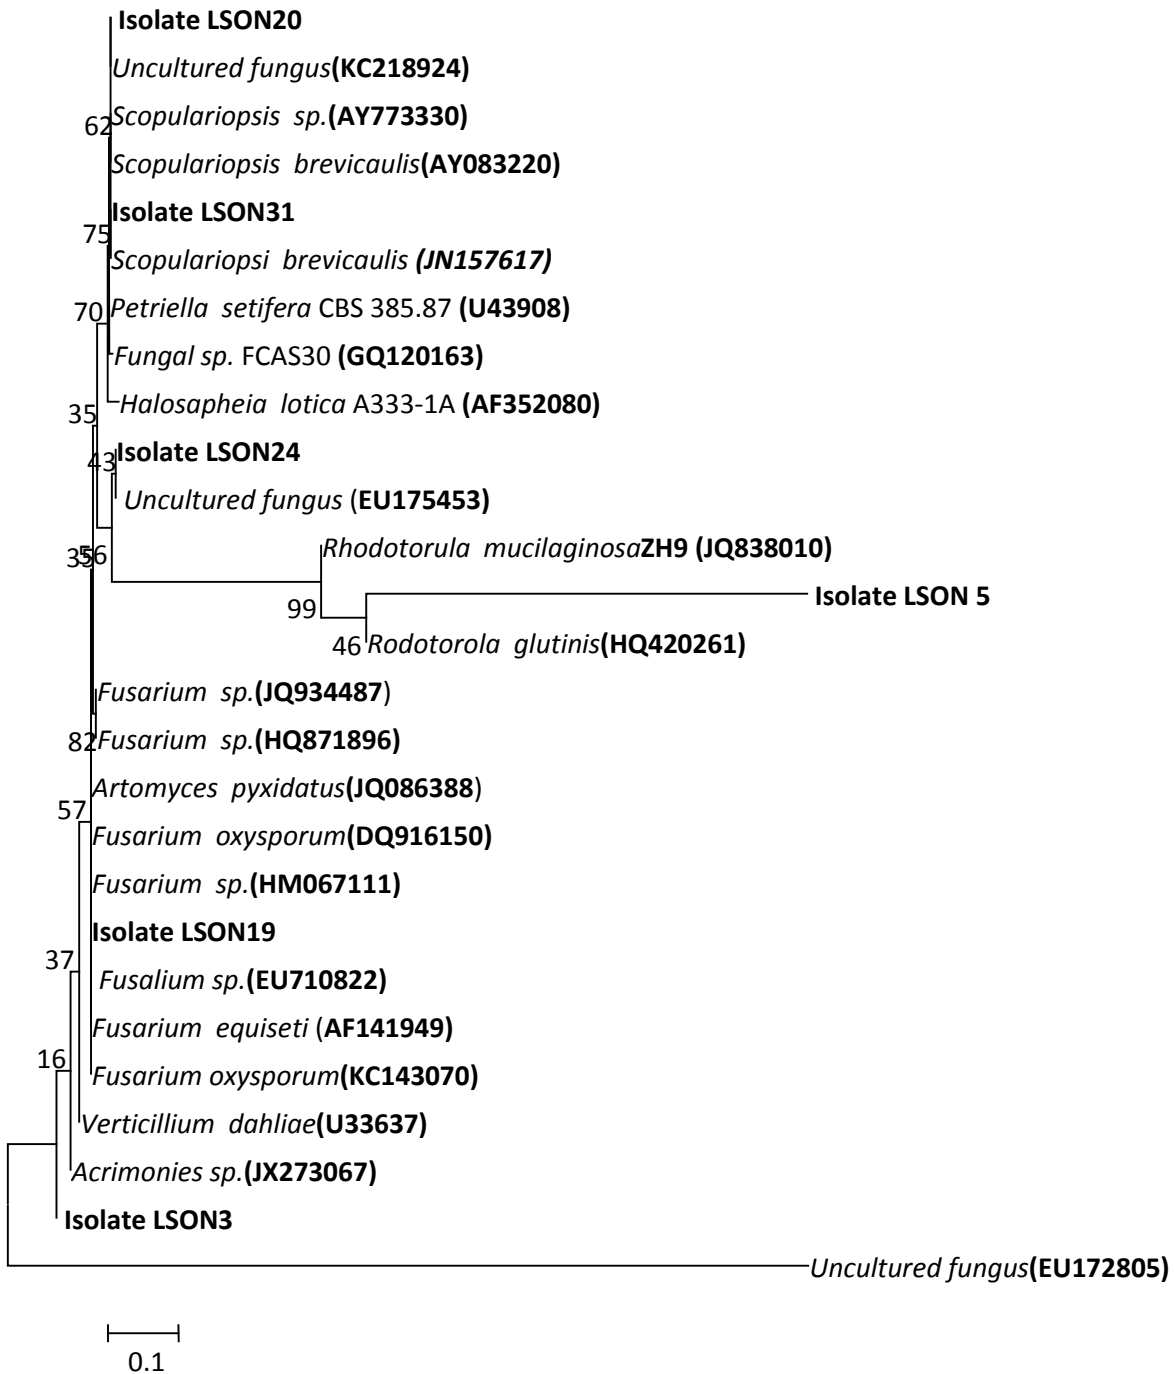 Isolate LSON20
Uncultured fungus(KC218924)
Scopulariopsis sp.(AY773330)
62
Scopulariopsis brevicaulis(AY083220)
Isolate LSON31
75
Scopulariopsi brevicaulis (JN157617)
70
Petriella setifera CBS 385.87 (U43908)
Fungal sp. FCAS30 (GQ120163)
Halosapheia lotica A333-1A (AF352080)
35
Isolate LSON24
43
Uncultured fungus (EU175453)
Rhodotorula mucilaginosaZH9 (JQ838010)
35
56
Isolate LSON 5
99
46
Rodotorola glutinis(HQ420261)
Fusarium sp.(JQ934487)
82
Fusarium sp.(HQ871896)
Artomyces pyxidatus(JQ086388)
57
Fusarium oxysporum(DQ916150)
Fusarium sp.(HM067111)
Isolate LSON19
37
Fusalium sp.(EU710822)
Fusarium equiseti (AF141949)
16
Fusarium oxysporum(KC143070)
Verticillium dahliae(U33637)
Acrimonies sp.(JX273067)
Isolate LSON3
Uncultured fungus(EU172805)
0.1